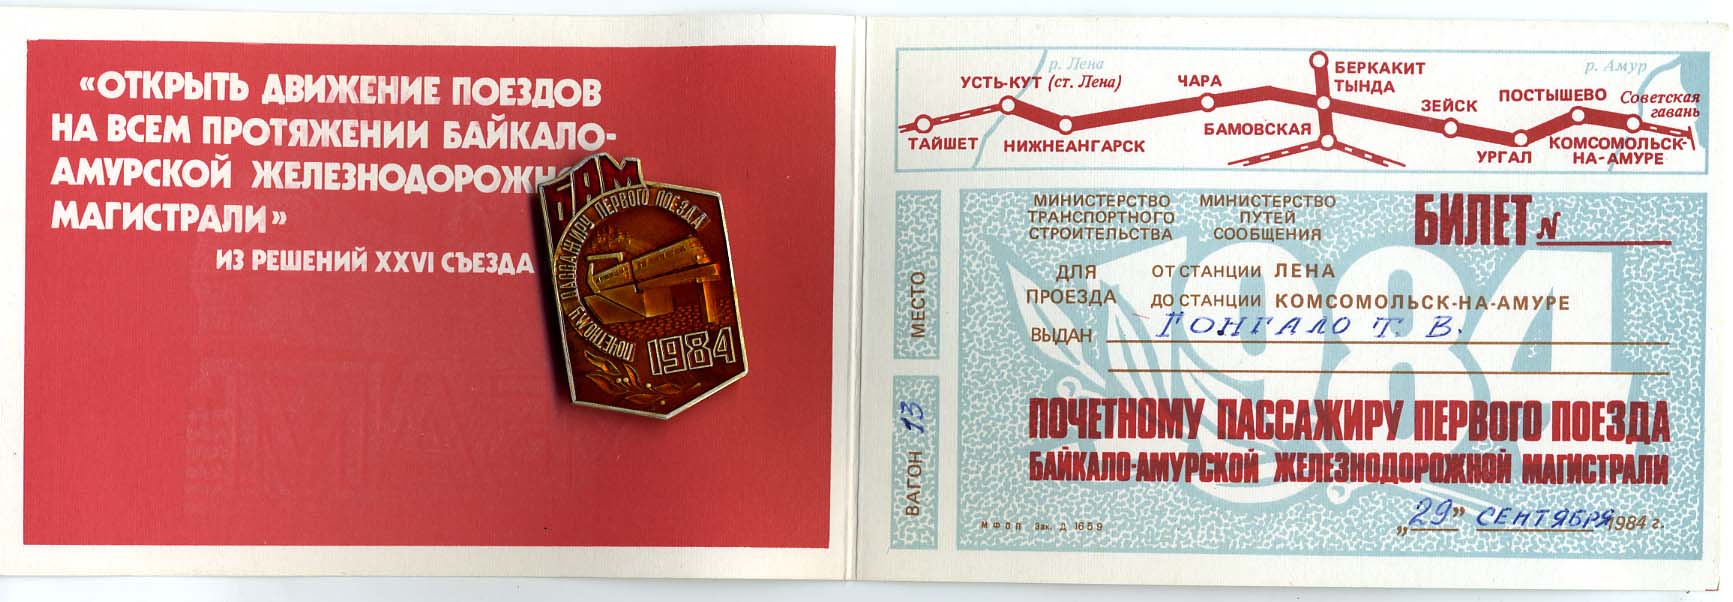 «ОТКРЫТЬ ДВИЖЕНИЕ ПОЕЗДОВ
НА ВСЕМ ПРОТЯЖЕНИИ БАЙКАЛО-
АМУРСКОЙ ЖЕЛЕЗНОДОРОЖН
МАГИСТРАЛИ»
ИЗ РЕШЕНИЙ XXVI СЪЕЗДА
БАМ
ПОЧЕТНОМУ ПАССАЖИРУ ПЕРВОГО ПОЕЗДА
1984
р. Лена
р. Амур
УСТЬ-КУТ (ст. Лена)
ЧАРА
БЕРКАКИТ
ТЫНДА
ЗЕЙСК
ПОСТЫШЕВО
Советская
гавань
ТАЙШЕТ
НИЖНЕАНГАРСК
БАМОВСКАЯ
УРГАЛ
КОМСОМОЛЬСК-
НА-АМУРЕ
МИНИСТЕРСТВО
ТРАНСПОРТНОГО
СТРОИТЕЛЬСТВА
МИНИСТЕРСТВО
ПУТЕЙ
СООБЩЕНИЯ
БИЛЕТ N
1984
ДЛЯ
ПРОЕЗДА
ОТ СТАНЦИИ ЛЕНА
ДО СТАНЦИИ КОМСОМОЛЬСК-НА-АМУРЕ
ВЫДАН ГОНГАЛО Т. В.
МЕСТО
ВАГОН 13
ПОЧЕТНОМУ ПАССАЖИРУ ПЕРВОГО ПОЕЗДА
БАЙКАЛО-АМУРСКОЙ ЖЕЛЕЗНОДОРОЖНОЙ МАГИСТРАЛИ
„29” СЕНТЯБРЯ 1984 г.
МФОП Зак. Д 1659